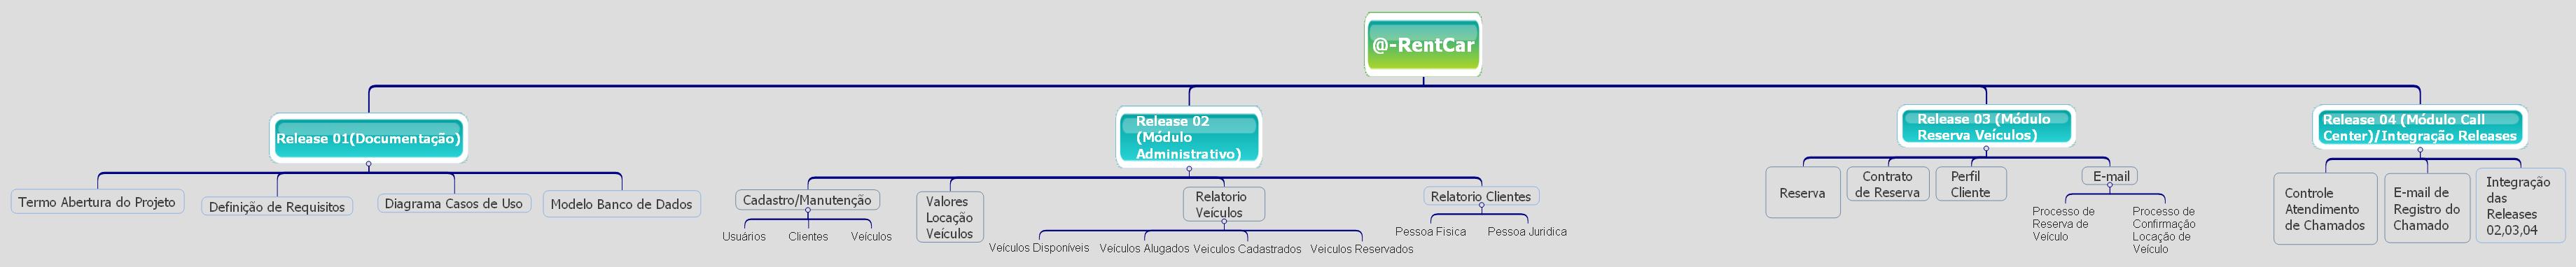 @-RentCar
Release 01(Documentação)
Termo Abertura do Projeto
Definição de Requisitos
Diagrama Casos de Uso
Modelo Banco de Dados
Release 02
(Módulo
Administrativo)
Cadastro/Manutenção
Usuários
Clientes
Veículos
Valores
Locação
Veículos
Relatorio
Veículos
Veículos Disponíveis
Veiculos Alugados
Veiculos Cadastrados
Veiculos Reservados
Relatorio Clientes
Pessoa Fisica
Pessoa Juridica
Release 03 (Módulo
Reserva Veículos)
Reserva
Contrato
de Reserva
Perfil
Cliente
E-mail
Processo de
Reserva de
Veículo
Processo de
Confirmação
Locação de
Veículo
Release 04 (Módulo Call
Center)/Integração Releases
Controle
Atendimento
de Chamados
E-mail de
Registro do
Chamado
Integração
das
Releases
02,03,04